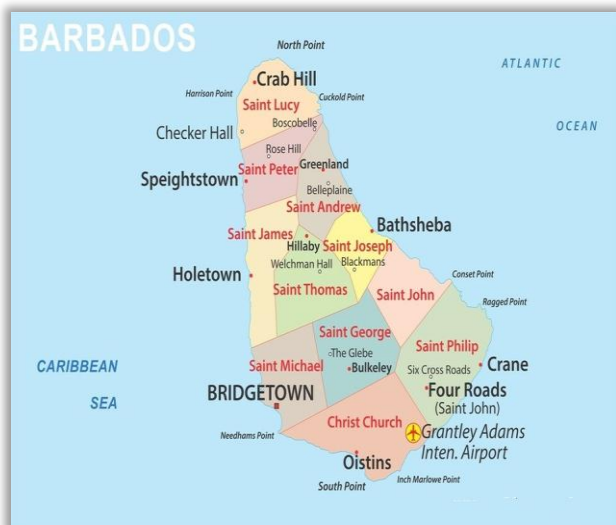 BARBADOS
North Point
ATLANTIC
OCEAN
Crab Hill
Harrison Point
Cuckold Point
Saint Lucy
Boscobelle
Checker Hall
Rose Hill
Saint Peter
Greenland
Speightstown
Belleplaine
Saint Andrew
Bathsheba
Saint James
Hillaby
Saint Joseph
Welchman Hall
Blackmans
Holetown
Conset Point
Saint Thomas
Saint John
Ragged Point
Saint George
Saint Philip
The Glebe
CARIBBEAN
SEA
Saint Michael
Bulkeley
Six Cross Roads
Crane
BRIDGETOWN
Four Roads
(Saint John)
Christ Church
Needhams Point
Grantley Adams
Inten. Airport
Oistins
Inch Marlowe Point
South Point